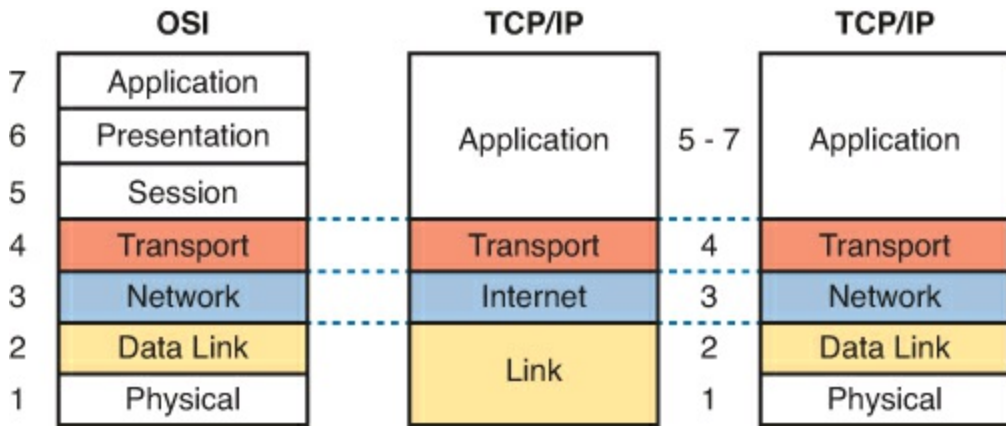 OSI TCP/IP TCP/IP
7 Application
6 Presentation Application 5 - 7 Application
5 Session
4 Transport Transport 4 Transport
3 Network Internet 3 Network
2 Data Link 2 Data Link
Link
1 Physical 1 Physical